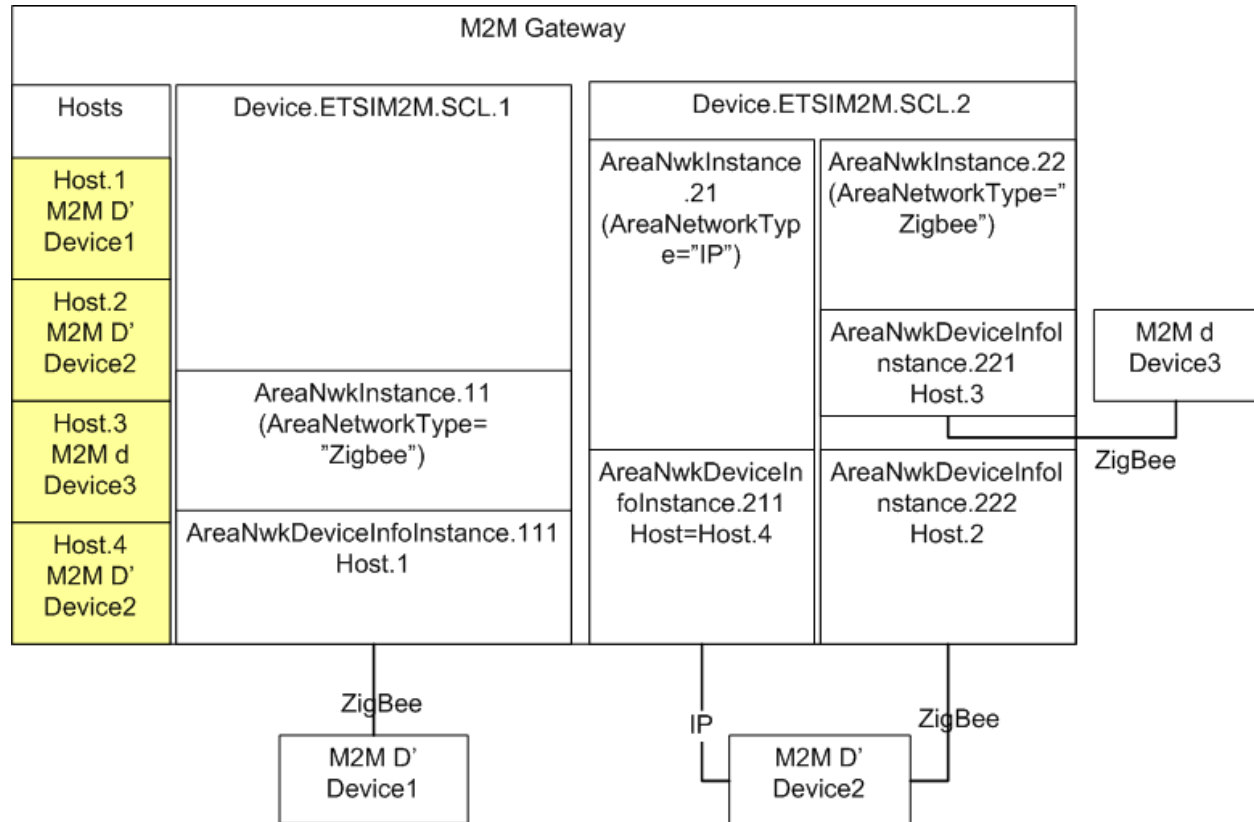 M2M Gateway
Hosts
Host.1
M2M D’
Device1
Host.2
M2M D’
Device2
Host.3
M2M d
Device3
Host.4
M2M D’
Device2
Device.ETSIM2M.SCL.1
AreaNwkInstance.11
(AreaNetworkType=
”Zigbee”)
AreaNwkDeviceInfoInstance.111
Host.1
Device.ETSIM2M.SCL.2
AreaNwkInstance
.21
(AreaNetworkTyp
e=”IP”)
AreaNwkDeviceIn
foInstance.211
Host=Host.4
AreaNwkInstance.22
(AreaNetworkType=”
Zigbee”)
AreaNwkDeviceInfoI
nstance.221
Host.3
AreaNwkDeviceInfoI
nstance.222
Host.2
M2M d
Device3
ZigBee
ZigBee
IP
ZigBee
M2M D’
Device1
M2M D’
Device2